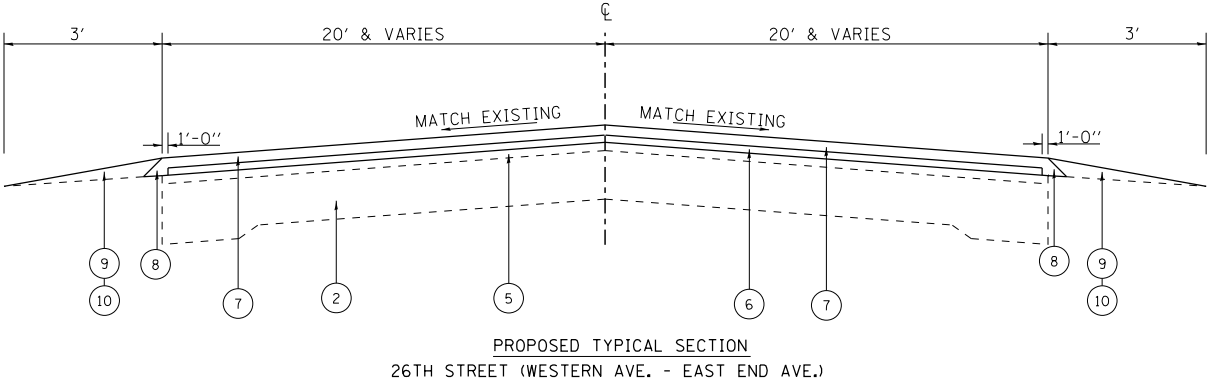 ℄
3' 20' & VARIES 20' & VARIES 3'
MATCH EXISTING MATCH EXISTING
1'-0" 1'-0"
9 8 7 2 5 6 7 8 9
10 10
PROPOSED TYPICAL SECTION
26TH STREET (WESTERN AVE. - EAST END AVE.)